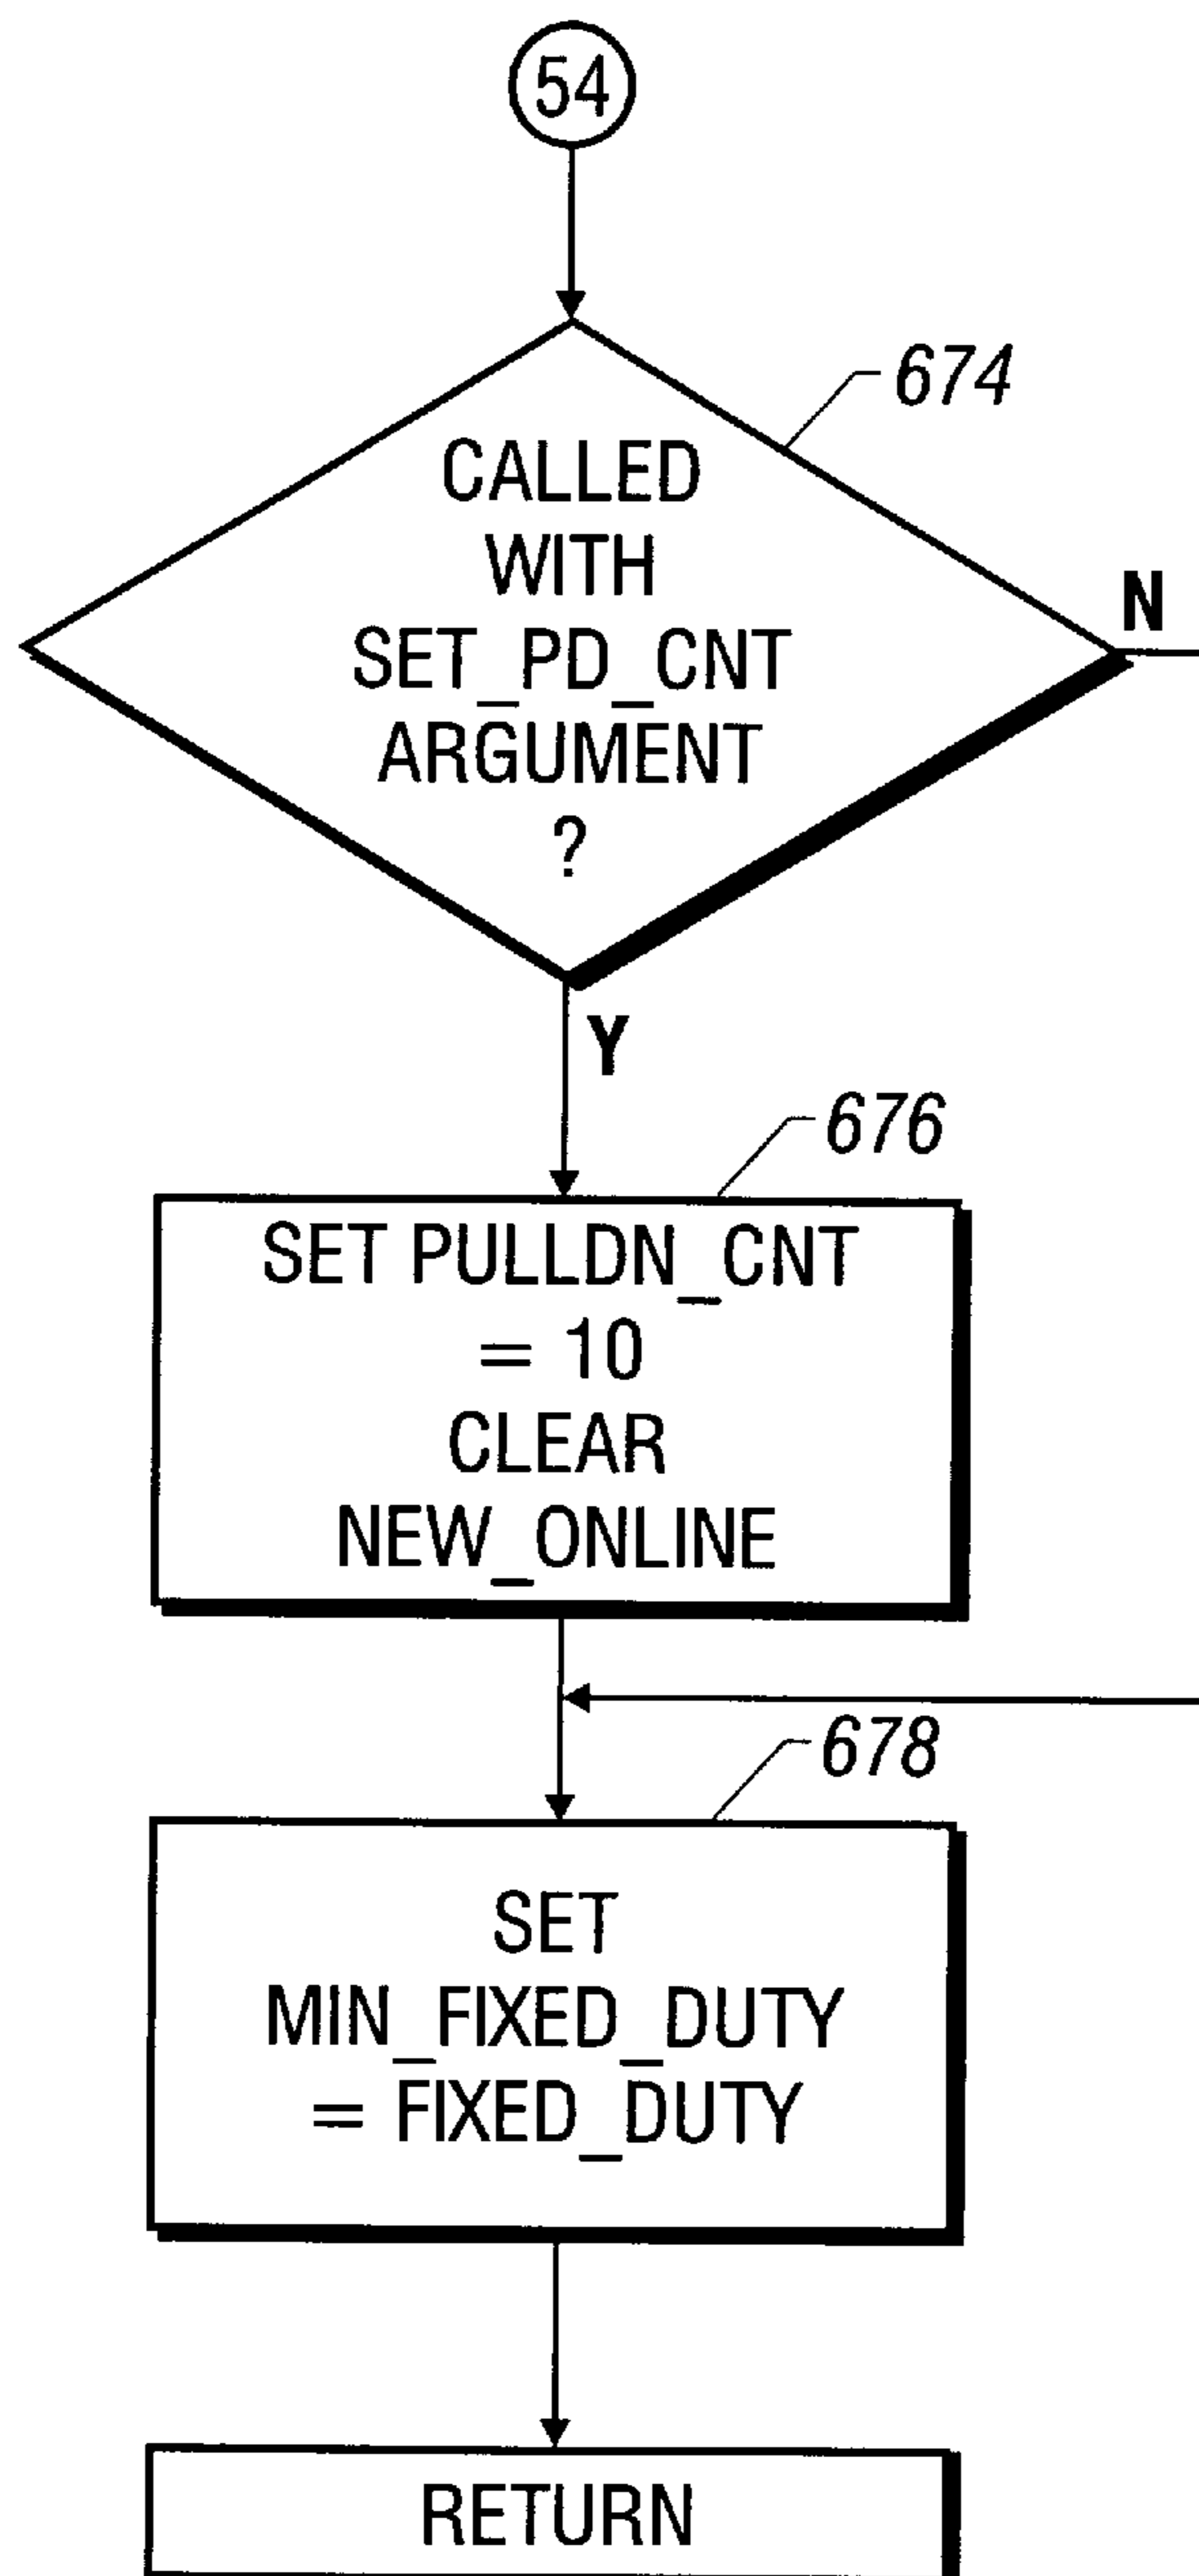 54
674
CALLED
WITH
SET_PD_CNT
ARGUMENT
?
N
Y
676
SET PULLDN_CNT
= 10
CLEAR
NEW_ONLINE
678
SET
MIN_FIXED_DUTY
= FIXED_DUTY
RETURN